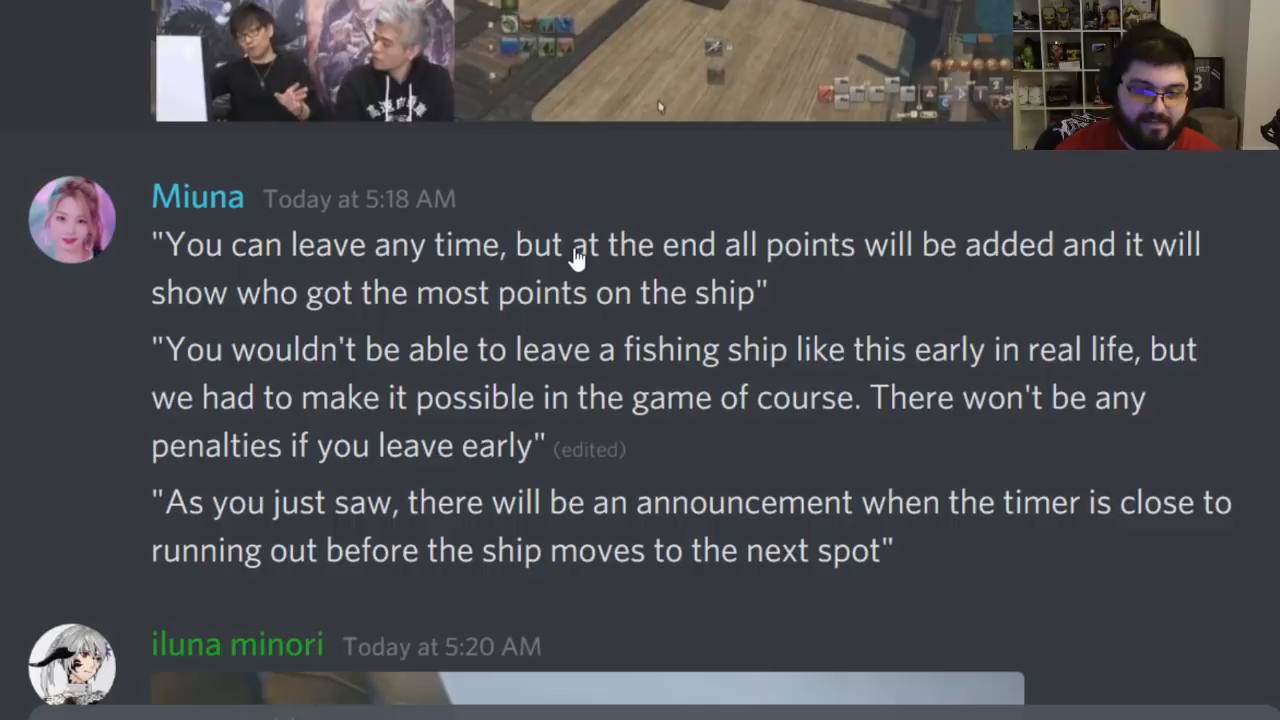 Miuna Today at 5:18 AM
"You can leave any time, but at the end all points will be added and it will
show who got the most points on the ship"
"You wouldn't be able to leave a fishing ship like this early in real life, but
we had to make it possible in the game of course. There won't be any
penalties if you leave early" (edited)
"As you just saw, there will be an announcement when the timer is close to
running out before the ship moves to the next spot"
iluna minori Today at 5:20 AM